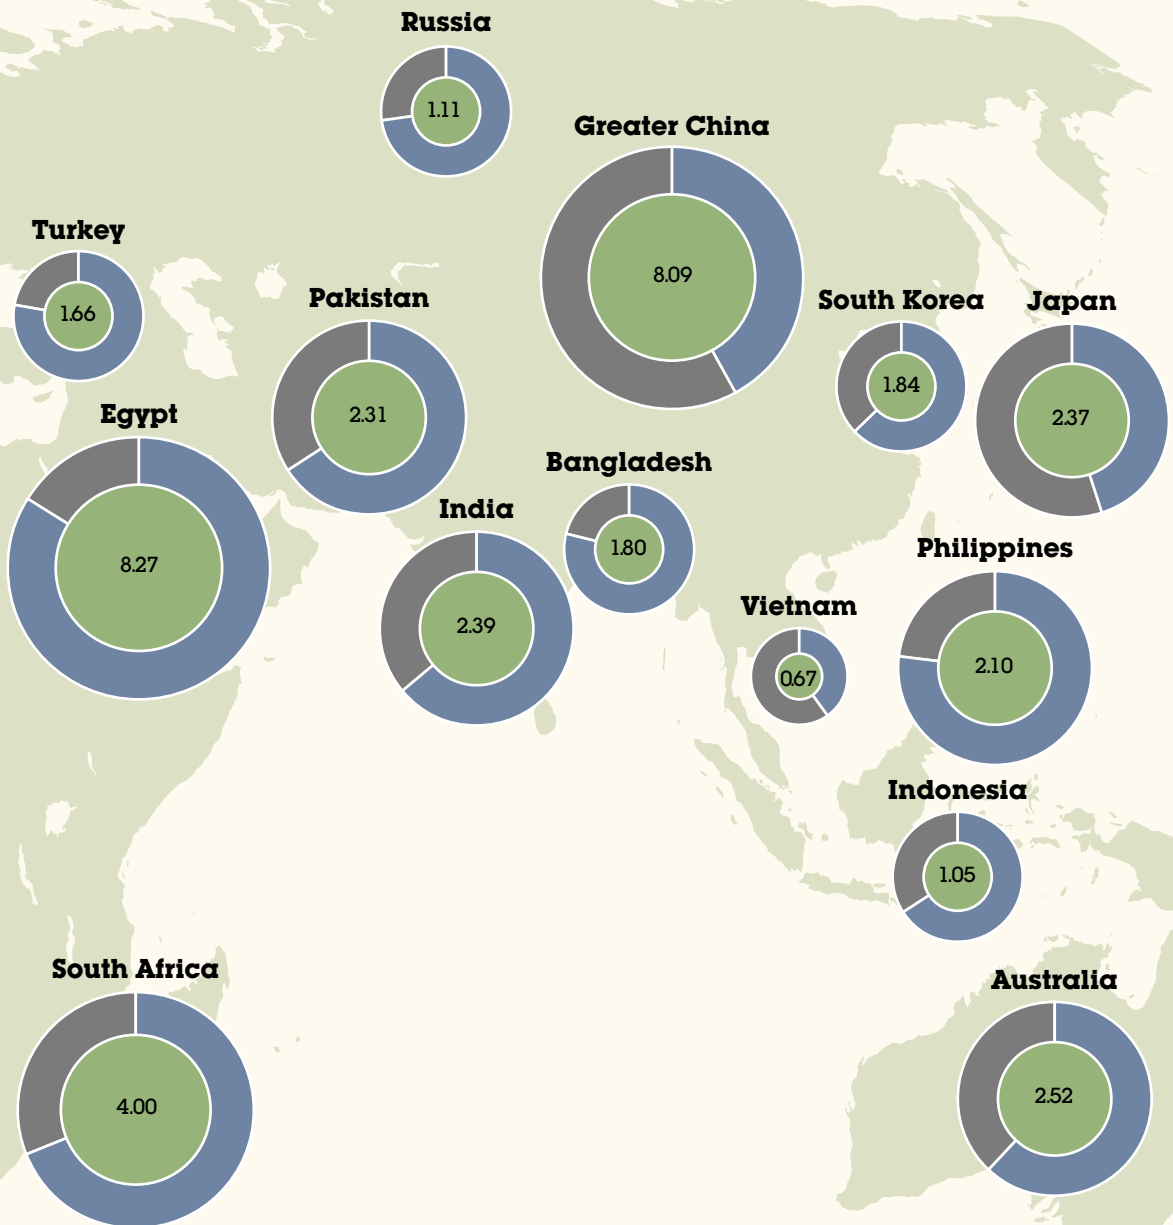 Russia
1.11
Greater China
8.09
Turkey
1.66
Pakistan
2.31
South Korea
1.84
Japan
2.37
Egypt
8.27
Bangladesh
1.80
India
2.39
Philippines
2.10
Vietnam
0.67
Indonesia
1.05
South Africa
4.00
Australia
2.52